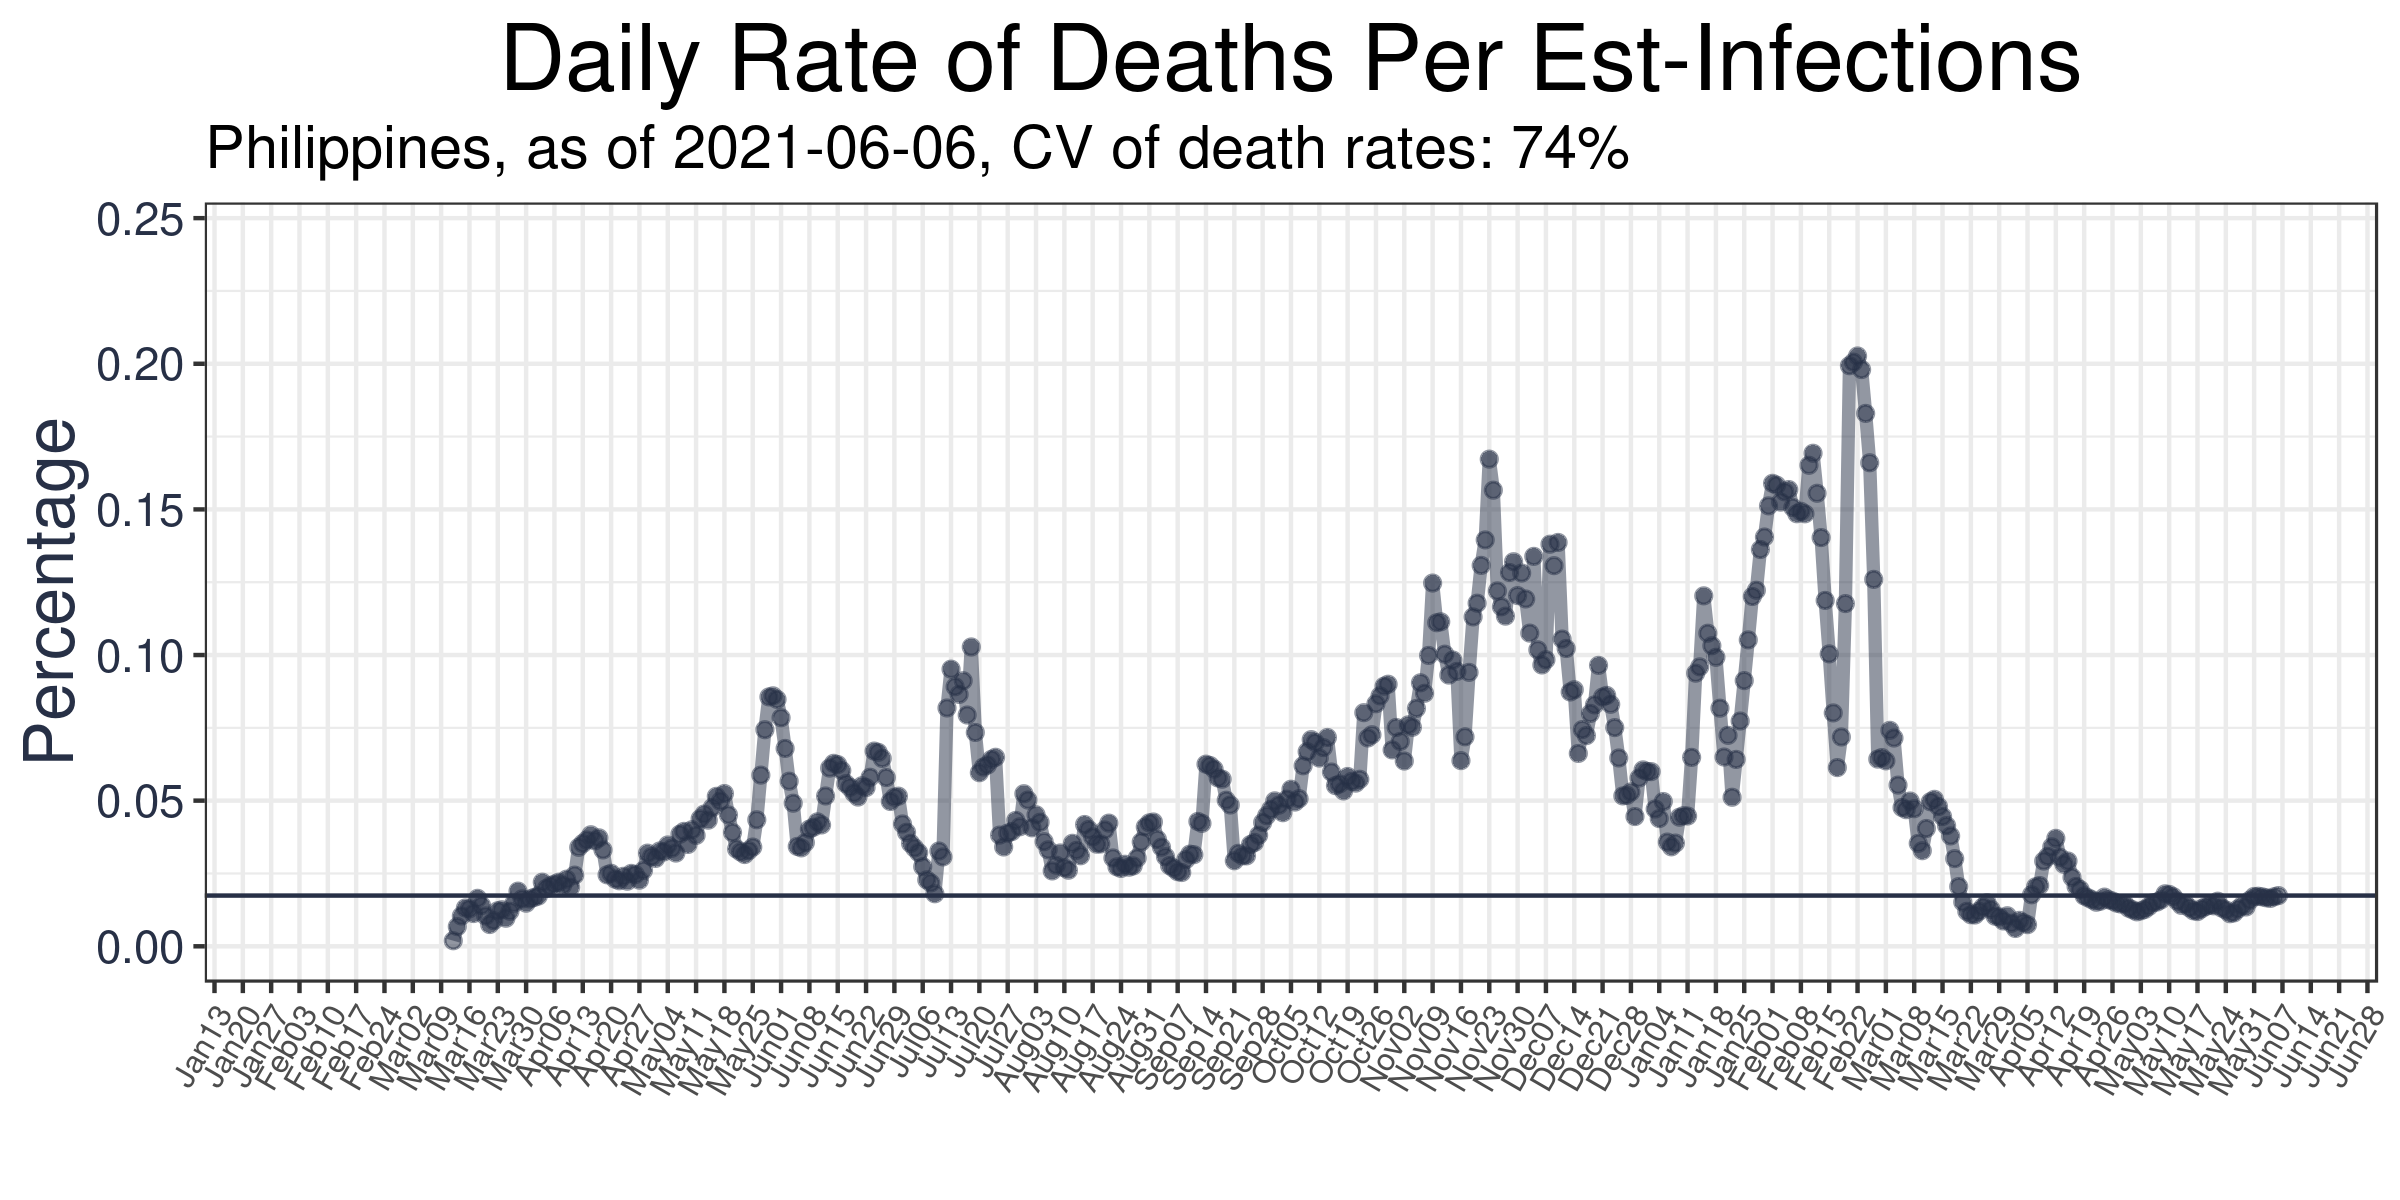 Daily Rate of Deaths Per Est-Infections
Philippines, as of 2021-06-06, CV of death rates: 74%
Percentage
0.25
0.20
0.15
0.10
0.05
0.00
Jan13
Jan20
Jan27
Feb03
Feb10
Feb17
Feb24
Mar02
Mar09
Mar16
Mar23
Mar30
Apr06
Apr13
Apr20
Apr27
May04
May11
May18
May25
Jun01
Jun08
Jun15
Jun22
Jun29
Jul06
Jul13
Jul20
Jul27
Aug03
Aug10
Aug17
Aug24
Aug31
Sep07
Sep14
Sep21
Sep28
Oct05
Oct12
Oct19
Oct26
Nov02
Nov09
Nov16
Nov23
Nov30
Dec07
Dec14
Dec21
Dec28
Jan04
Jan11
Jan18
Jan25
Feb01
Feb08
Feb15
Feb22
Mar01
Mar08
Mar15
Mar22
Mar29
Apr05
Apr12
Apr19
Apr26
May03
May10
May17
May24
May31
Jun07
Jun14
Jun21
Jun28